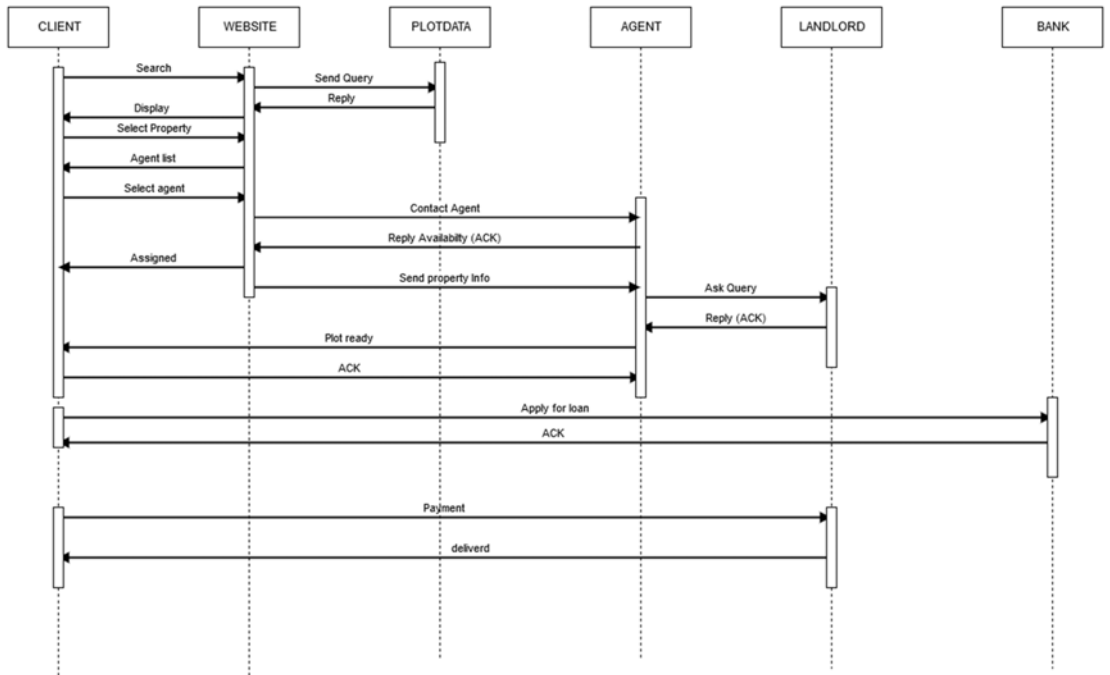 CLIENT
WEBSITE
PLOTDATA
AGENT
LANDLORD
BANK
Search
Send Query
Reply
Display
Select Property
Agent list
Select agent
Contact Agent
Reply Availabilty (ACK)
Assigned
Send property Info
Ask Query
Reply (ACK)
Plot ready
ACK
Apply for loan
ACK
Payment
deliverd